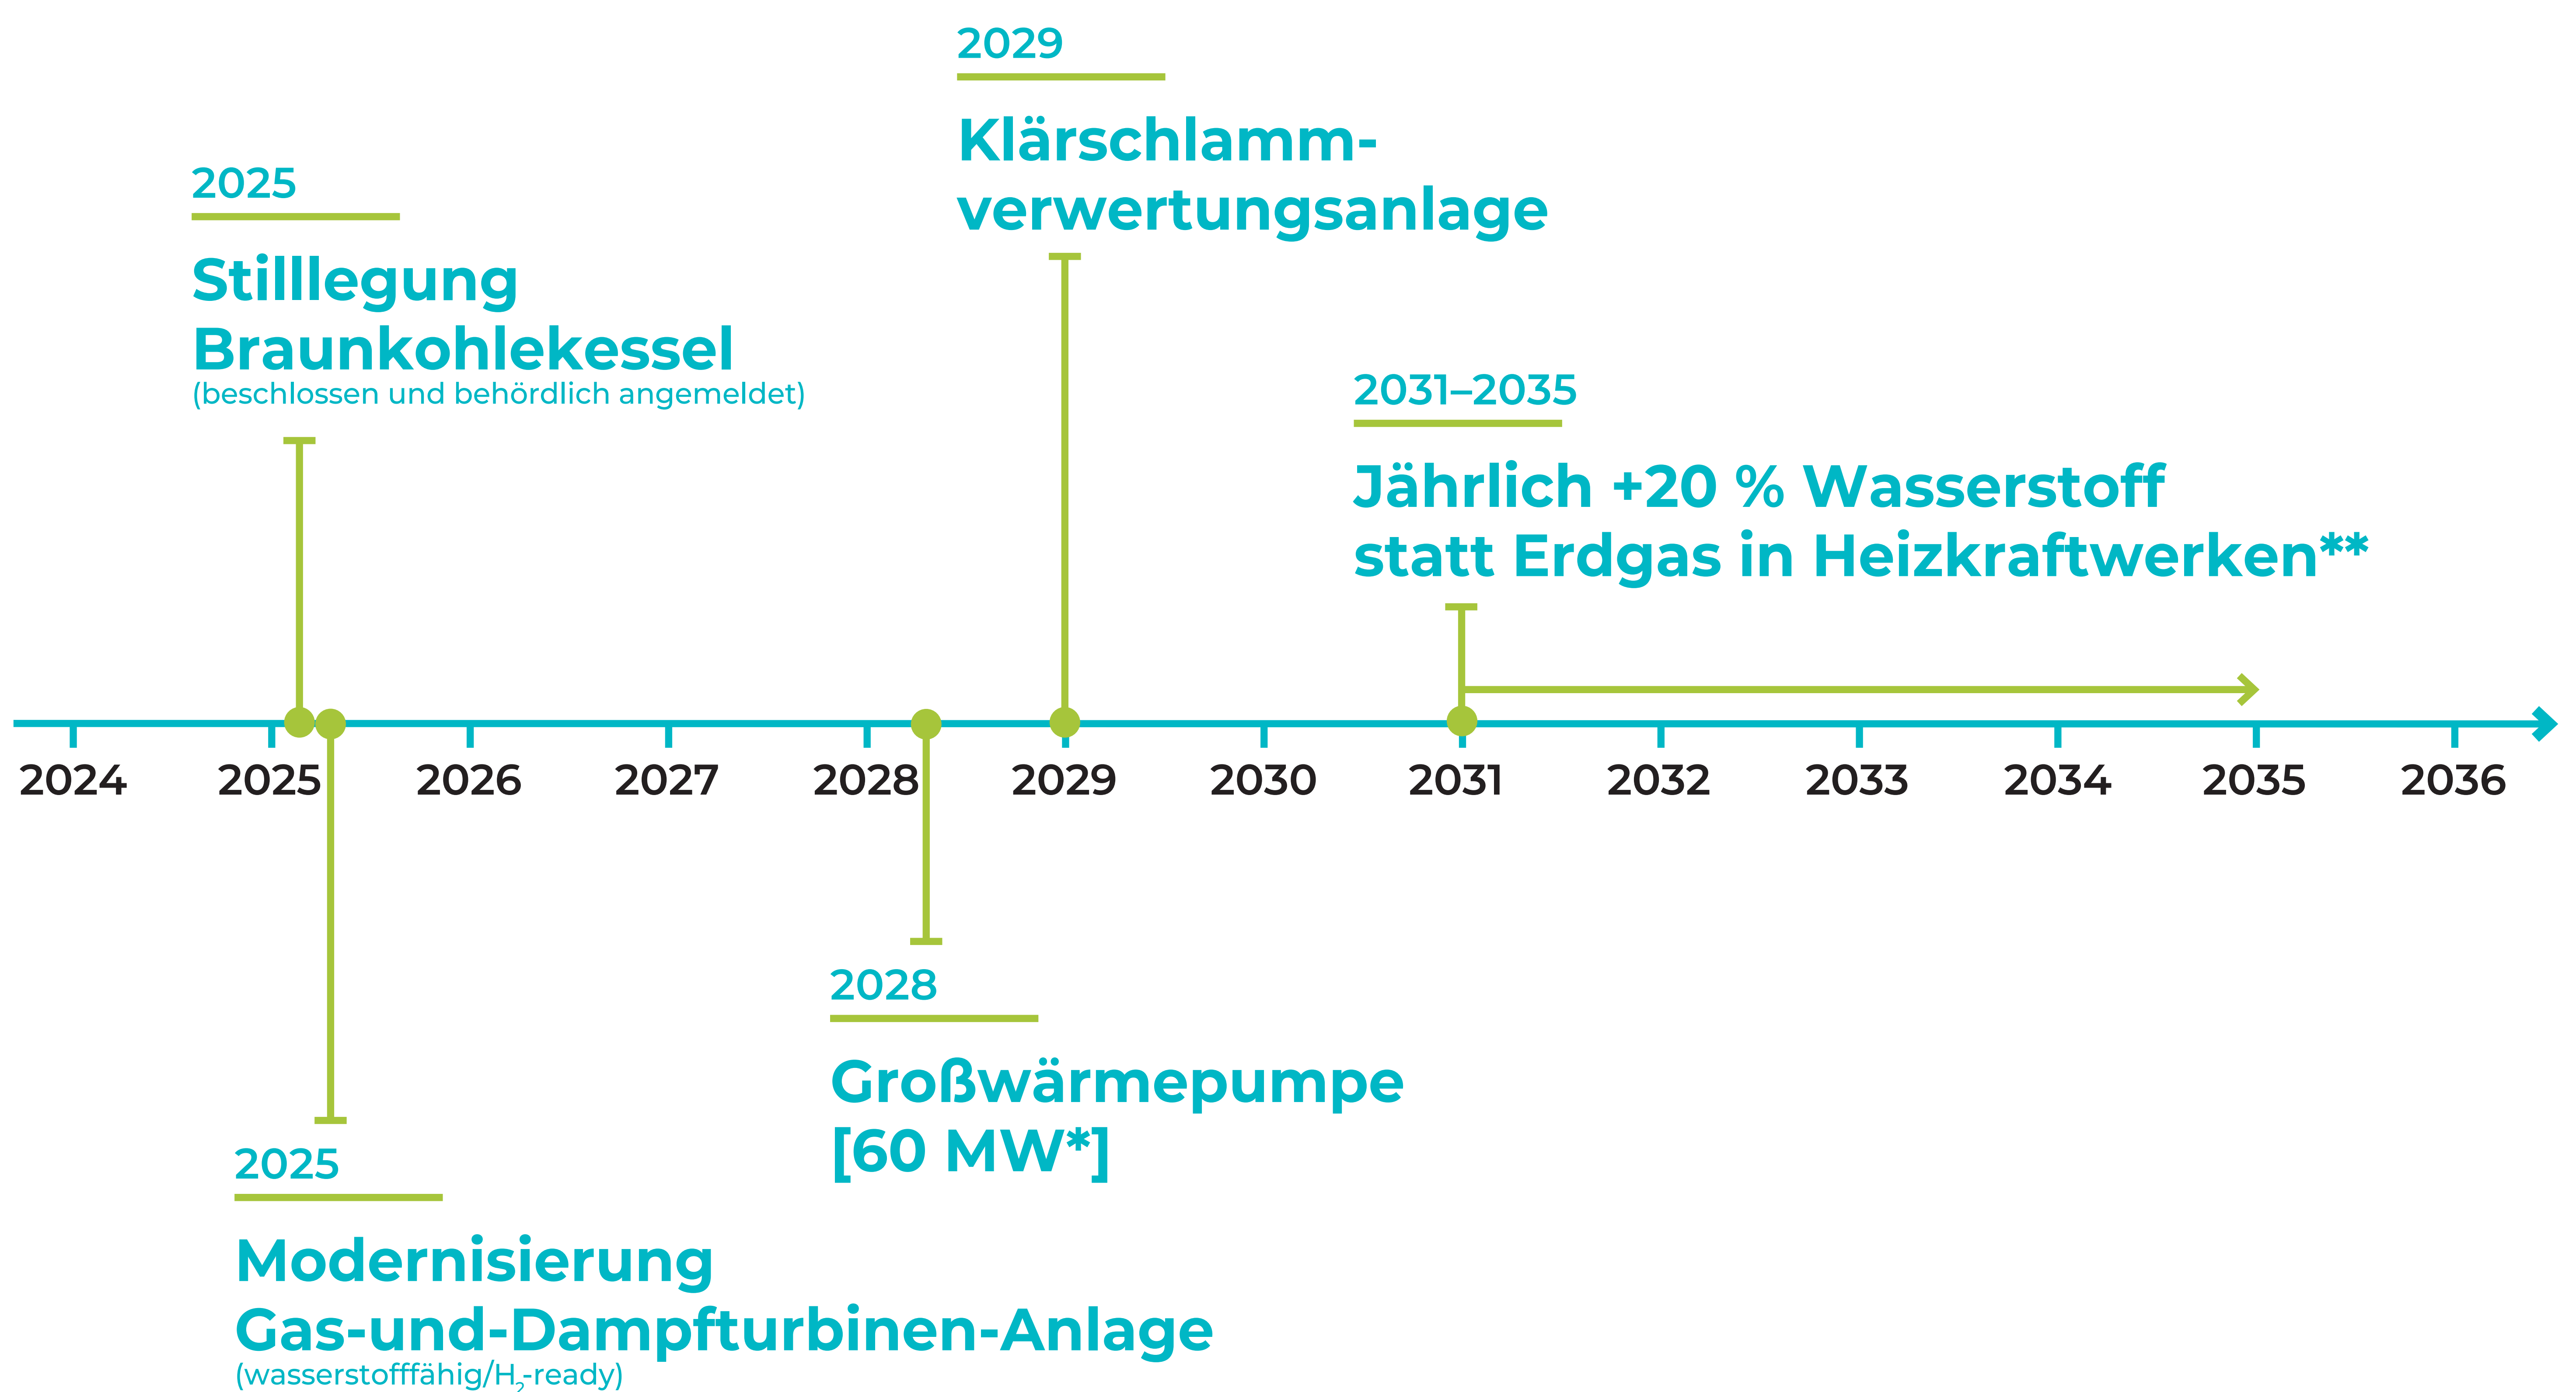 2029
Klärschlamm-
verwertungsanlage
2025
Stilllegung
Braunkohlekessel
(beschlossen und behördlich angemeldet)
2031–2035
Jährlich +20 % Wasserstoff
statt Erdgas in Heizkraftwerken**
2024 2025 2026 2027 2028 2029 2030 2031 2032 2033 2034 2035 2036
2028
Großwärmepumpe
[60 MW*]
2025
Modernisierung
Gas-und-Dampfturbinen-Anlage
(wasserstofffähig/H₂-ready)